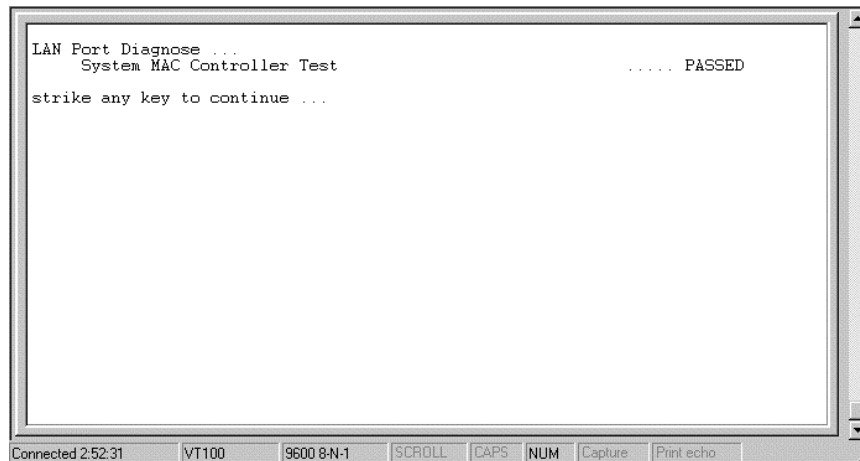 LAN Port Diagnose ...
System MAC Controller Test ..... PASSED
strike any key to continue ...
Connected 2:52:31 VT100 9600 8-N-1 SCROLL CAPS NUM Capture Print echo